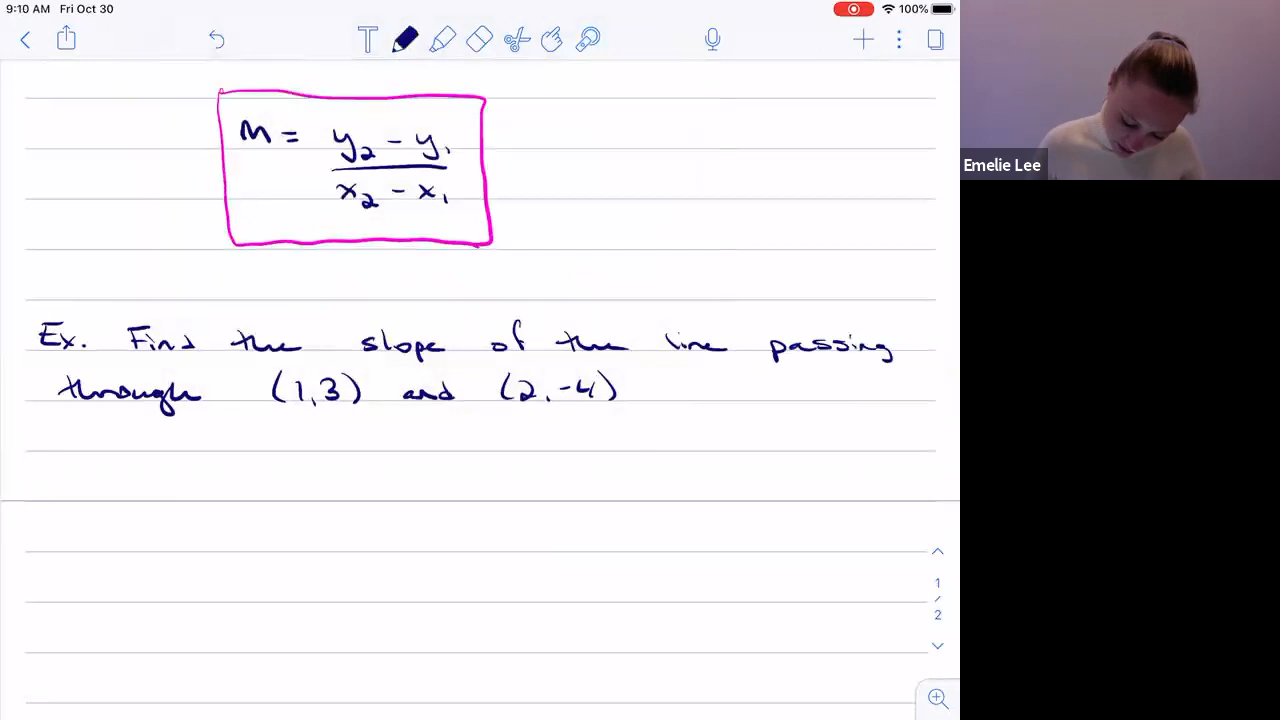 9:10 AM Fri Oct 30
100%
m = y₂ - y₁
x₂ - x₁
Emelie Lee
Ex. Find the slope of the line passing
through (1,3) and (2,-4)
1
/
2